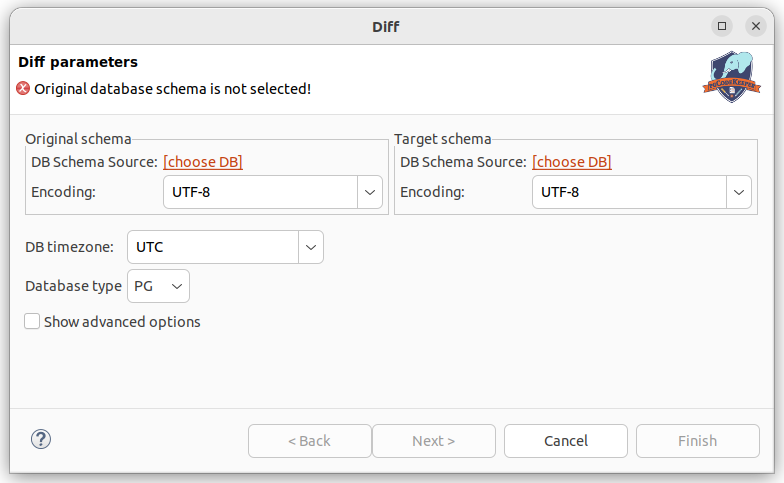 Diff
Diff parameters
Original database schema is not selected!
PGCODEKEEPER
Original schema
DB Schema Source: [choose DB]
Encoding: UTF-8
Target schema
DB Schema Source: [choose DB]
Encoding: UTF-8
DB timezone: UTC
Database type PG
Show advanced options
? < Back Next > Cancel Finish